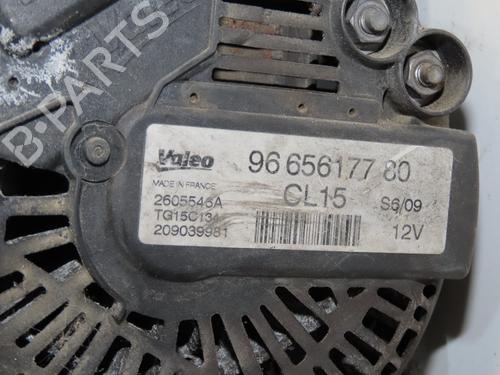 B-PARTS
Valeo
96 656177 80
MADE IN FRANCE
CL15
S6/09
2605546A
TG15C134
209039981
12V